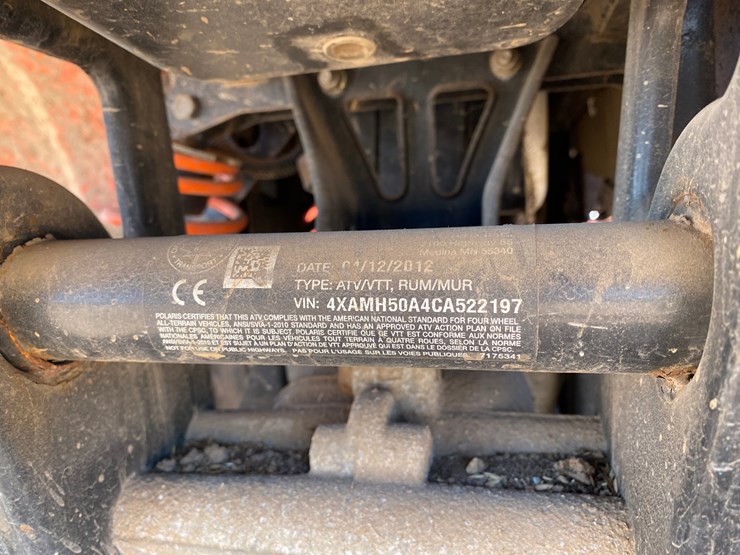 TRANSPORT
Medina MN 55340
DATE: 04/12/2012
TYPE: ATV/VTT, RUM/MUR
CE VIN: 4XAMH50A4CA522197
POLARIS CERTIFIES THAT THIS ATV COMPLIES WITH THE AMERICAN NATIONAL STANDARD FOR FOUR WHEEL
ALL-TERRAIN VEHICLES, ANSI/SVIA-1-2010 STANDARD AND HAS AN APPROVED ATV ACTION PLAN ON FILE
WITH THE CPSC, TO WHICH IT IS SUBJECT. POLARIS CERTIFIE QUE CE VTT EST CONFORME AUX NORMES
NATIONALES AMERICAINES POUR LES VÉHICULES TOUT TERRAIN À QUATRE ROUES, SELON LA NORME
ANSI/SVIA-1-2010 ET EST SUJET À UN PLAN D'ACTION DE VTT APPROUVÉ QUI EST DANS LE DOSSIER DE LA CPSC.
NOT FOR USE ON PUBLIC HIGHWAYS. PAS POUR L'USAGE SUR LES VOIES PUBLIQUES 7175341